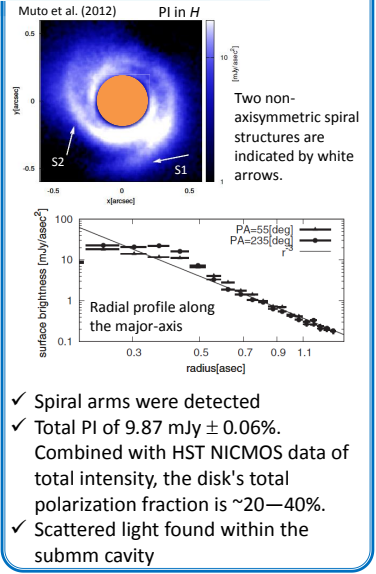 Muto et al. (2012) PI in H
0.5
0
-0.5
y[arcsec]
S2
S1
-0.5 0 0.5
x[arcsec]
10
1
[mJy/asec²]
Two non-
axisymmetric spiral
structures are
indicated by white
arrows.
100
10
1
0.1
surface brightness [mJy/asec²]
PA=55[deg]
PA=235[deg]
r⁻³
Radial profile along
the major-axis
0.3 0.5 0.7 0.9 1.1
radius[asec]
✓ Spiral arms were detected
✓ Total PI of 9.87 mJy ± 0.06%.
Combined with HST NICMOS data of
total intensity, the disk's total
polarization fraction is ~20—40%.
✓ Scattered light found within the
submm cavity